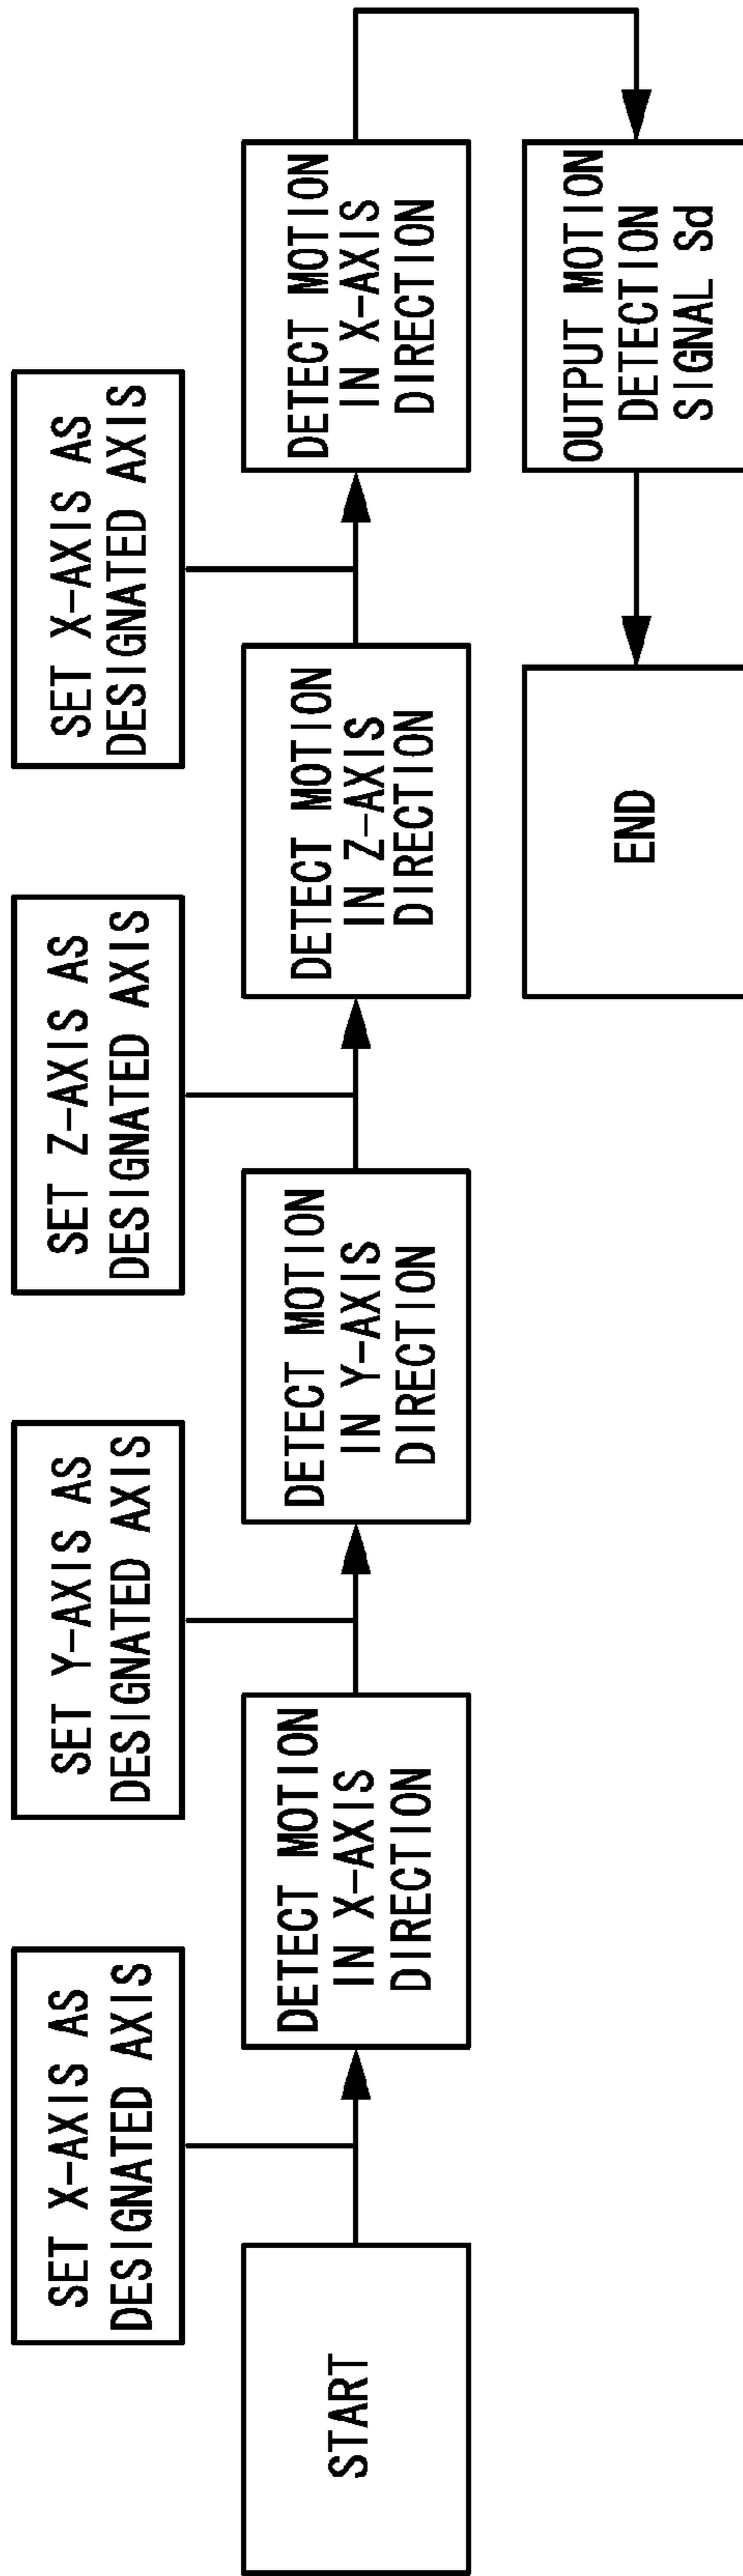 SET X-AXIS AS
DESIGNATED AXIS
SET Y-AXIS AS
DESIGNATED AXIS
SET Z-AXIS AS
DESIGNATED AXIS
SET X-AXIS AS
DESIGNATED AXIS
START
DETECT MOTION
IN X-AXIS
DIRECTION
DETECT MOTION
IN Y-AXIS
DIRECTION
DETECT MOTION
IN Z-AXIS
DIRECTION
DETECT MOTION
IN X-AXIS
DIRECTION
OUTPUT MOTION
DETECTION
SIGNAL Sd
END